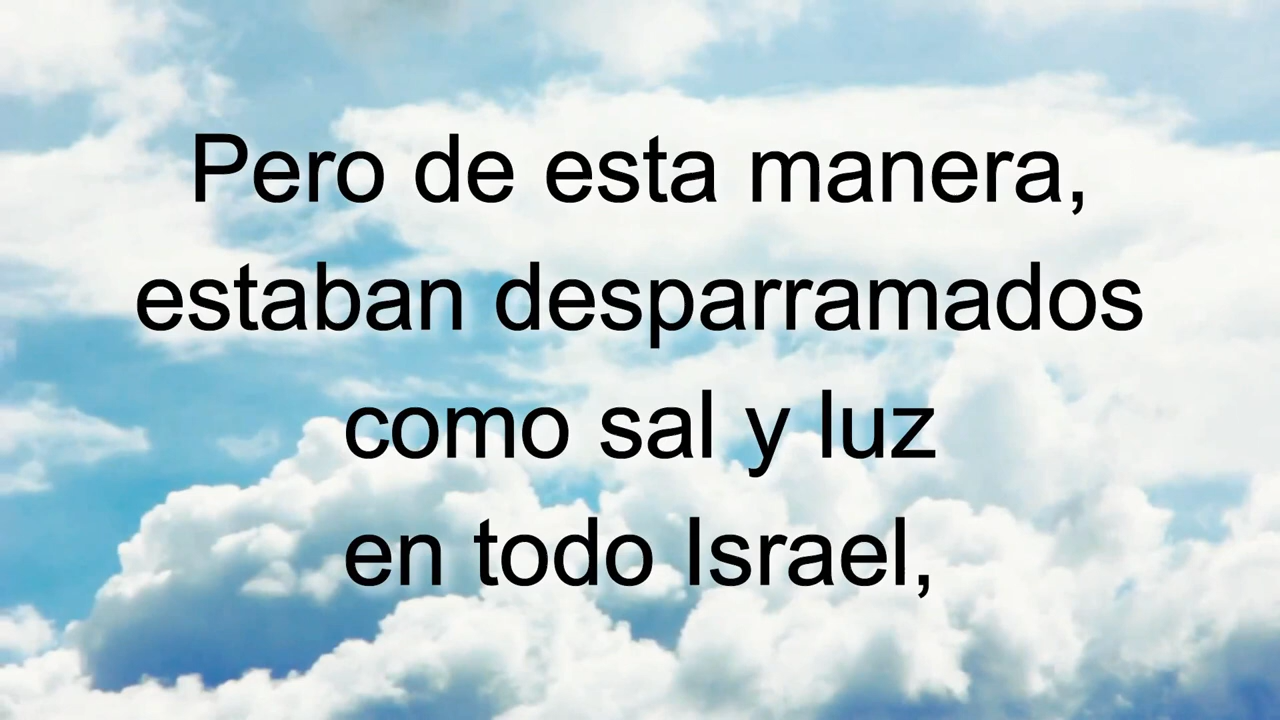 Pero de esta manera,
estaban desparramados
como sal y luz
en todo Israel,